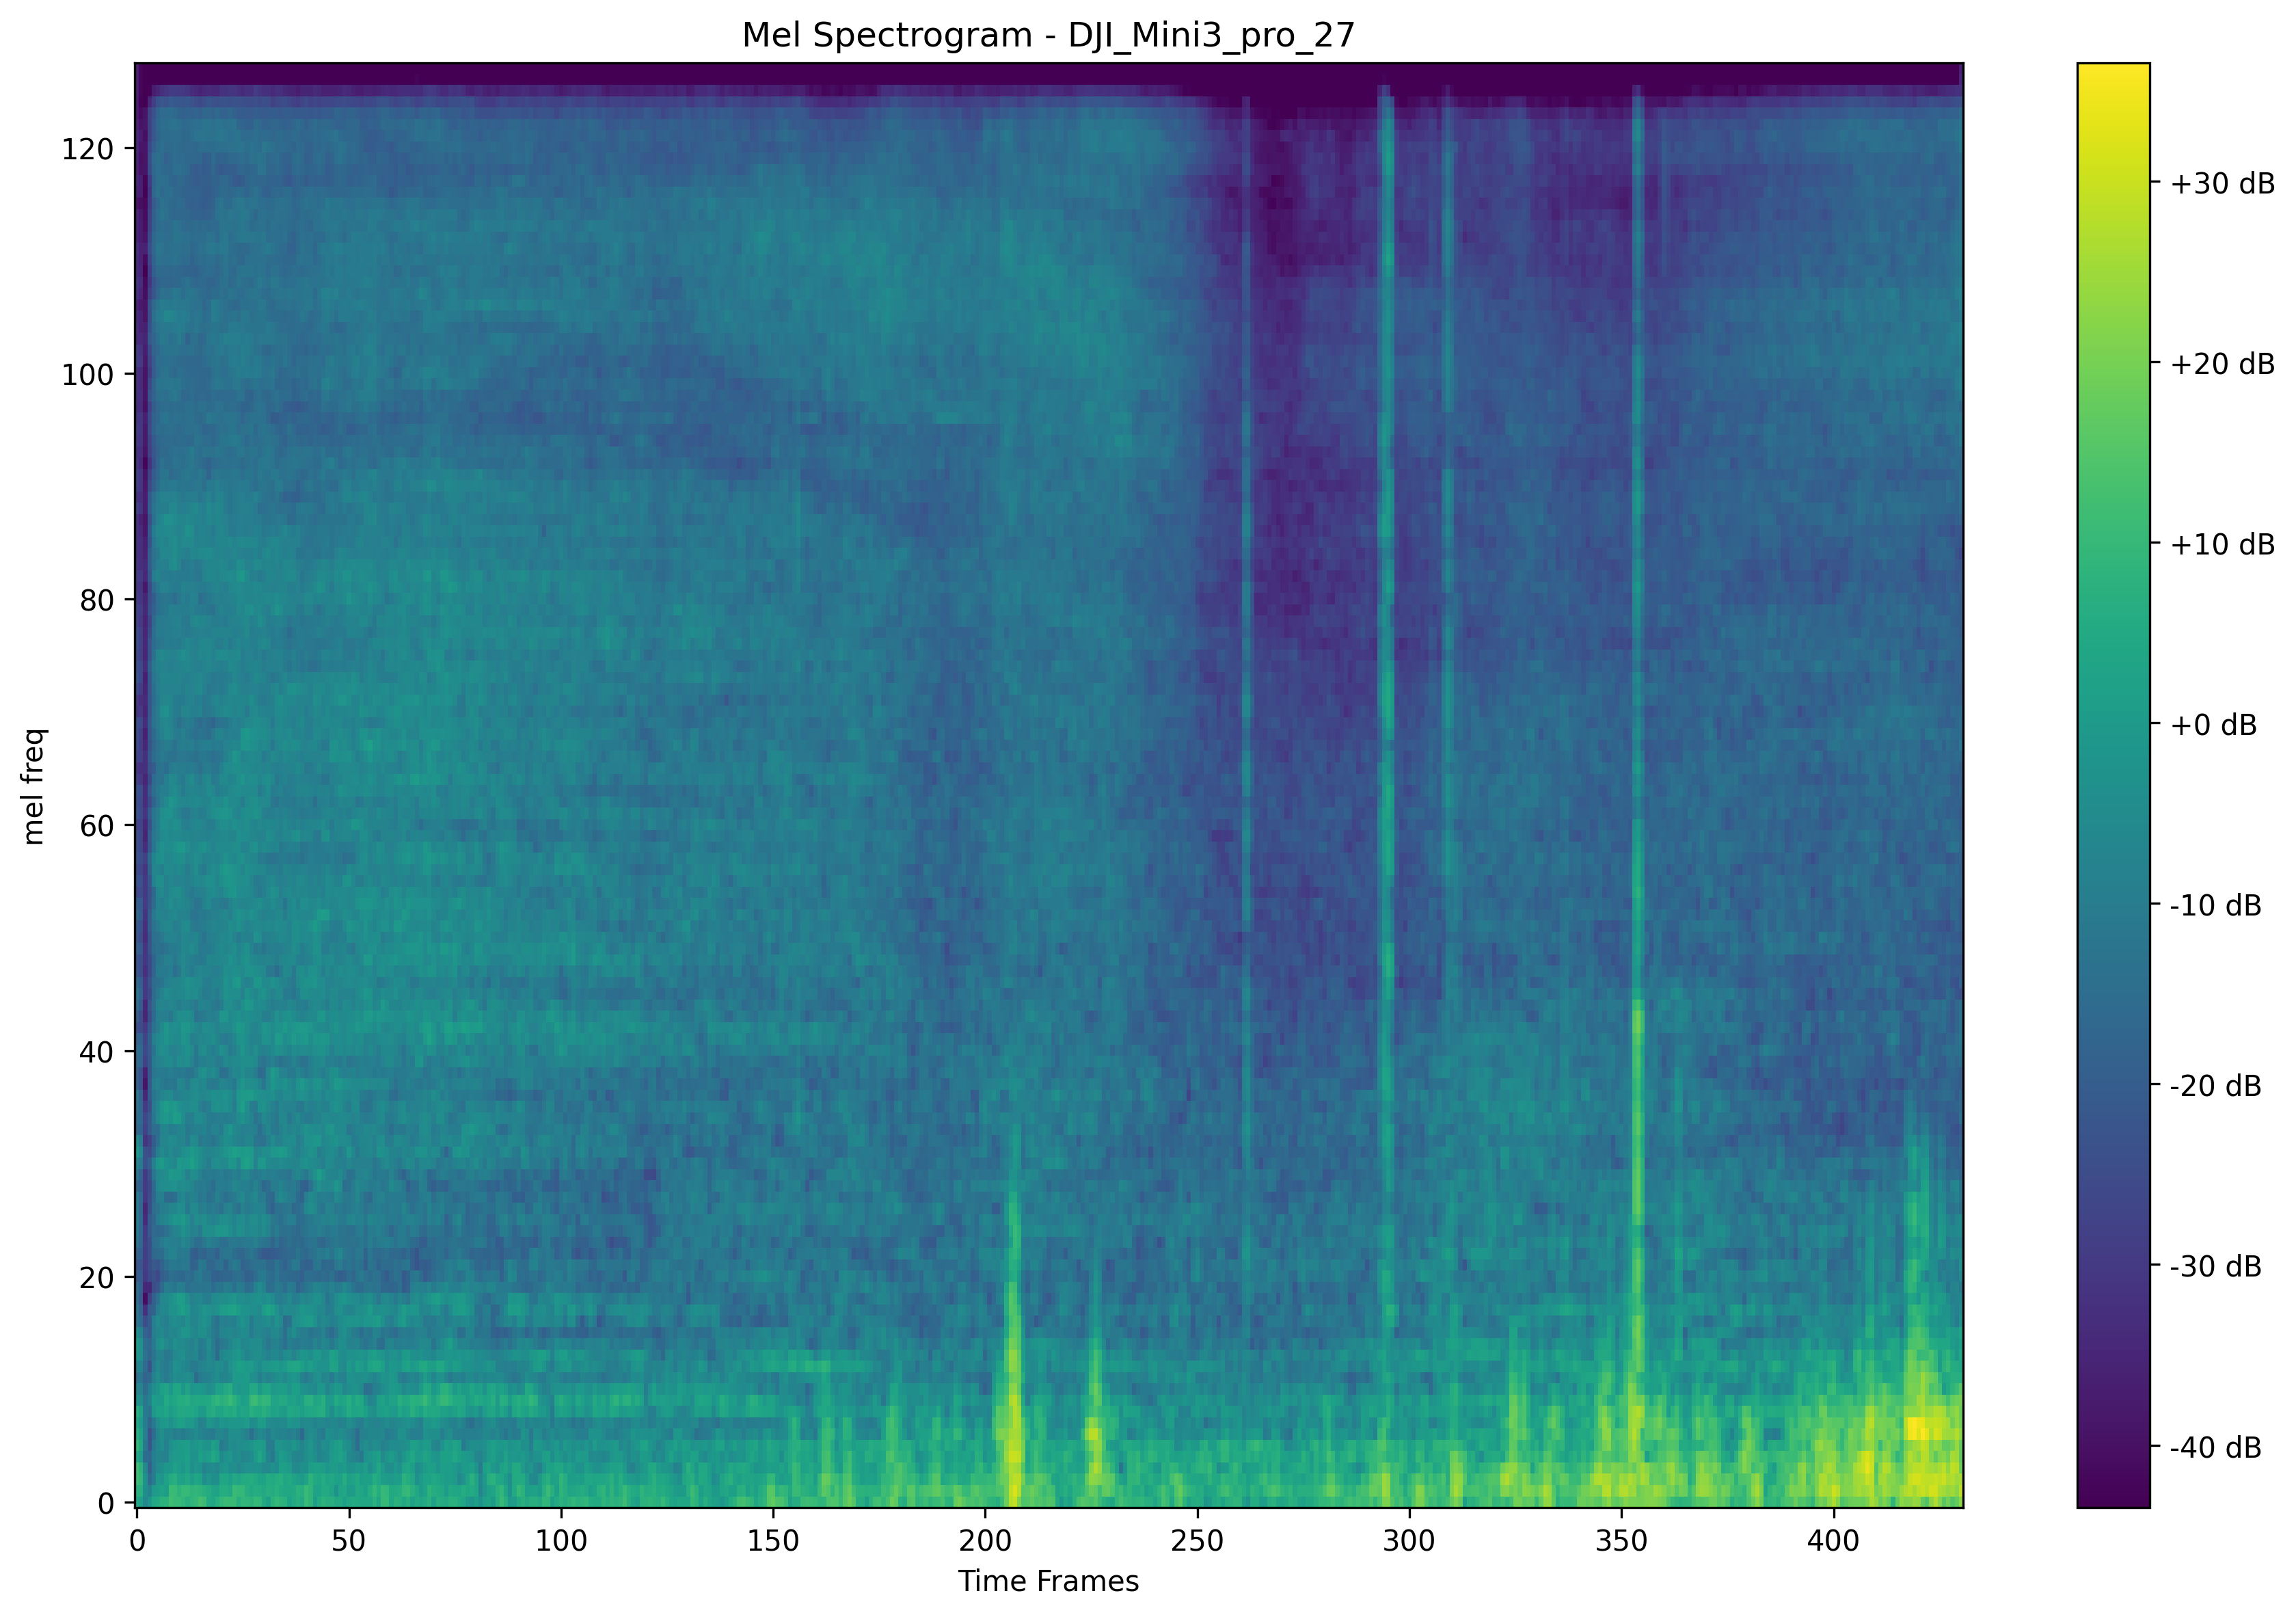 Mel Spectrogram - DJI_Mini3_pro_27
120
100
80
60
40
20
0
mel freq
0 50 100 150 200 250 300 350 400
Time Frames
+30 dB
+20 dB
+10 dB
+0 dB
-10 dB
-20 dB
-30 dB
-40 dB